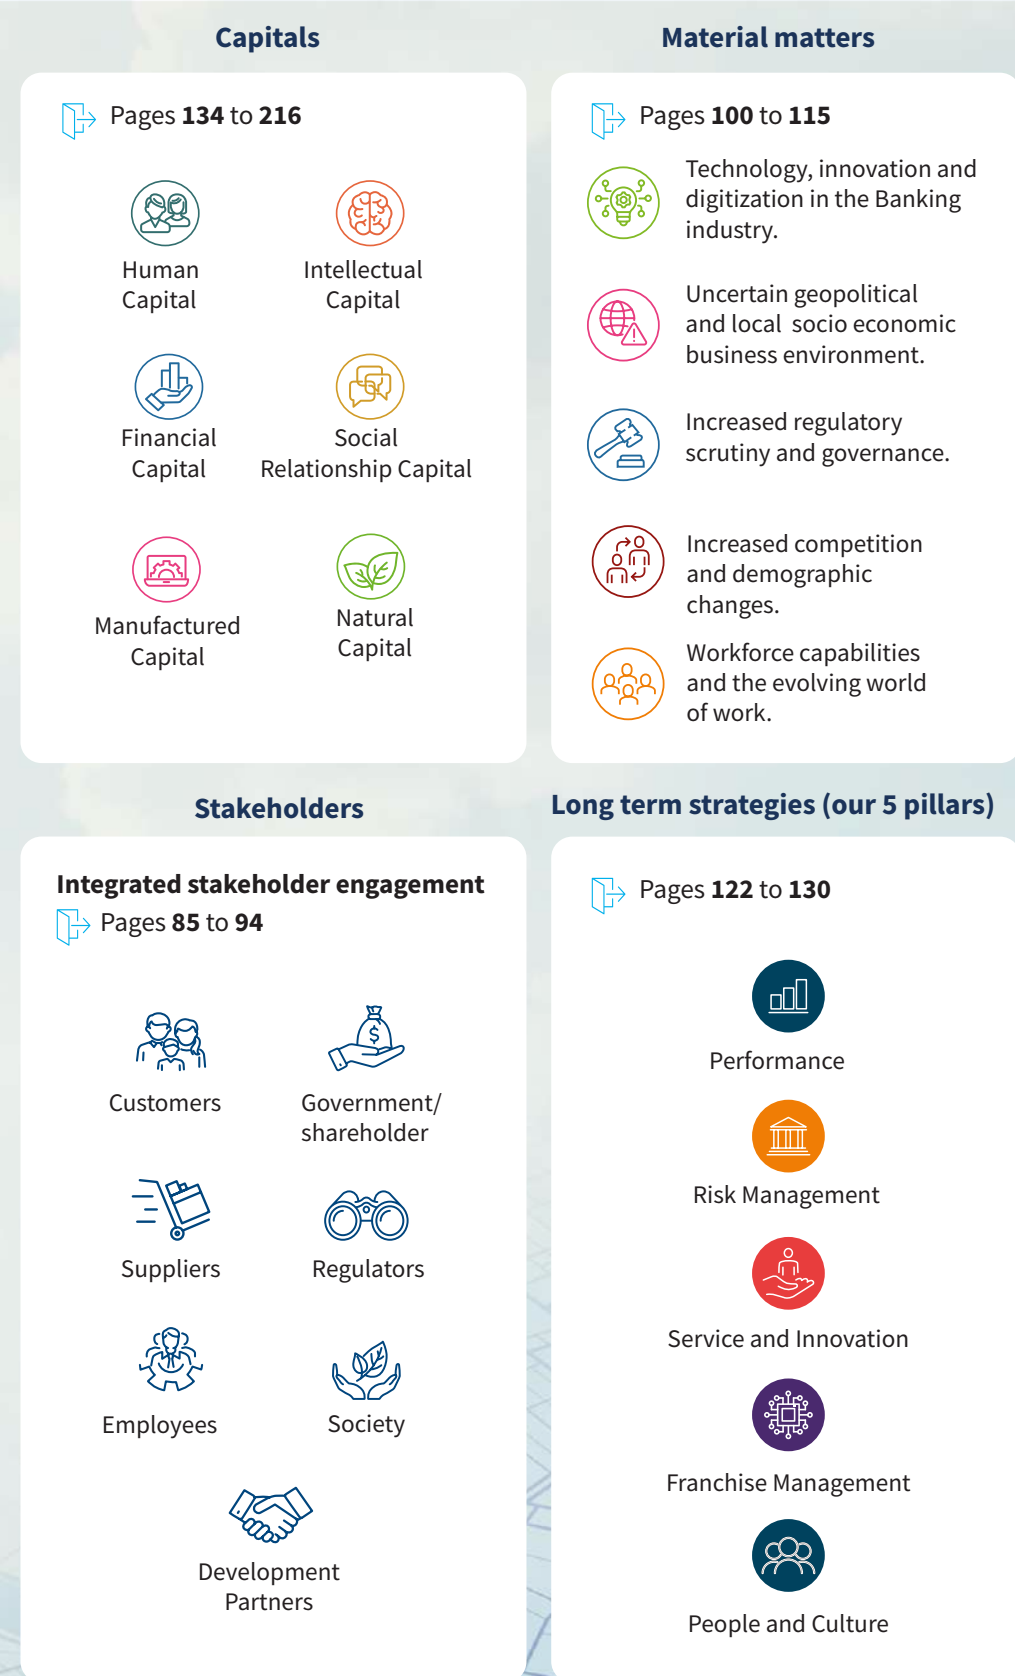 Capitals
Pages 134 to 216
Human
Capital
Intellectual
Capital
Financial
Capital
Social
Relationship Capital
Manufactured
Capital
Natural
Capital
Material matters
Pages 100 to 115
Technology, innovation and
digitization in the Banking
industry.
Uncertain geopolitical
and local socio economic
business environment.
Increased regulatory
scrutiny and governance.
Increased competition
and demographic
changes.
Workforce capabilities
and the evolving world
of work.
Stakeholders
Integrated stakeholder engagement
Pages 85 to 94
Customers
Government/
shareholder
Suppliers
Regulators
Employees
Society
Development
Partners
Long term strategies (our 5 pillars)
Pages 122 to 130
Performance
Risk Management
Service and Innovation
Franchise Management
People and Culture